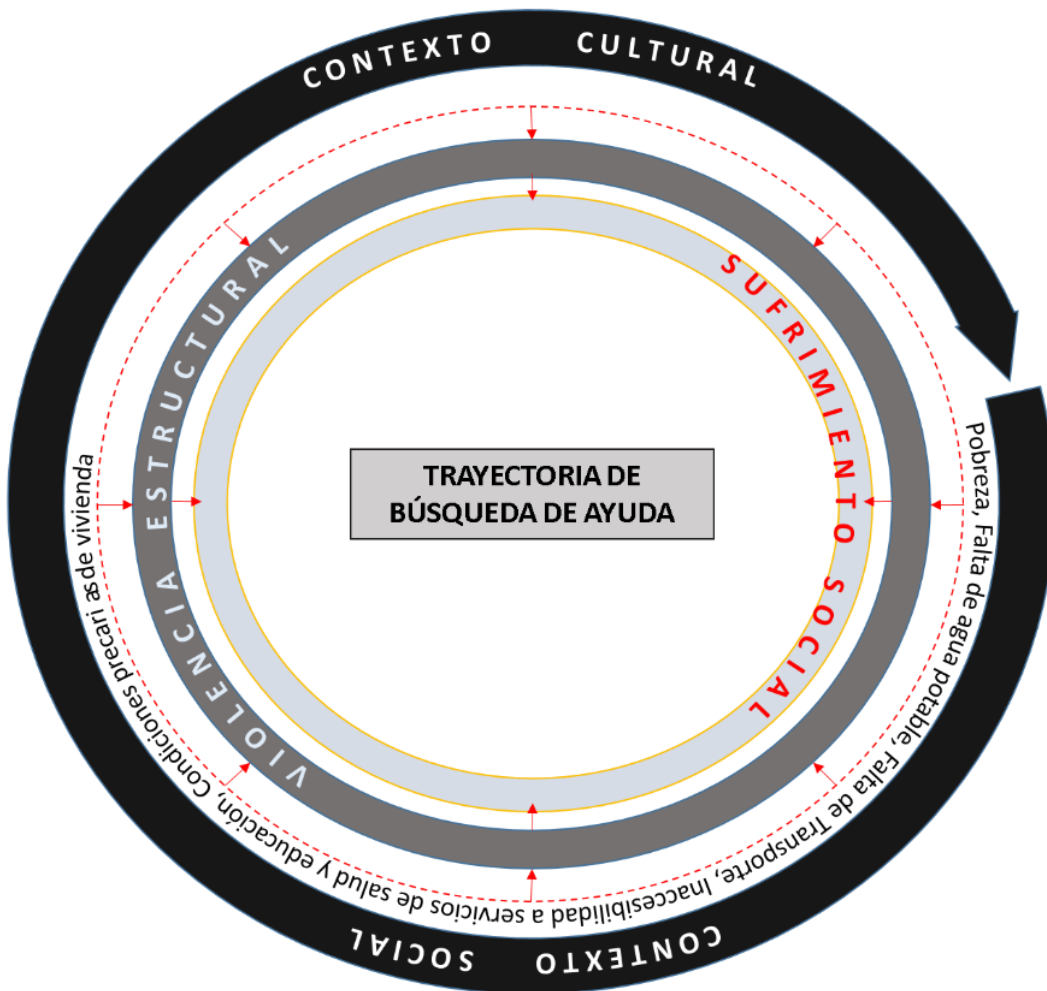 CONTEXTO CULTURAL
VIOLENCIA ESTRUCTURAL
SUFRIMIENTO SOCIAL
TRAYECTORIA DE
BÚSQUEDA DE AYUDA
Pobreza, Falta de agua potable, Falta de Transporte, Inaccesibilidad a servicios de salud y educación, Condiciones precari asde vivienda
CONTEXTO SOCIAL